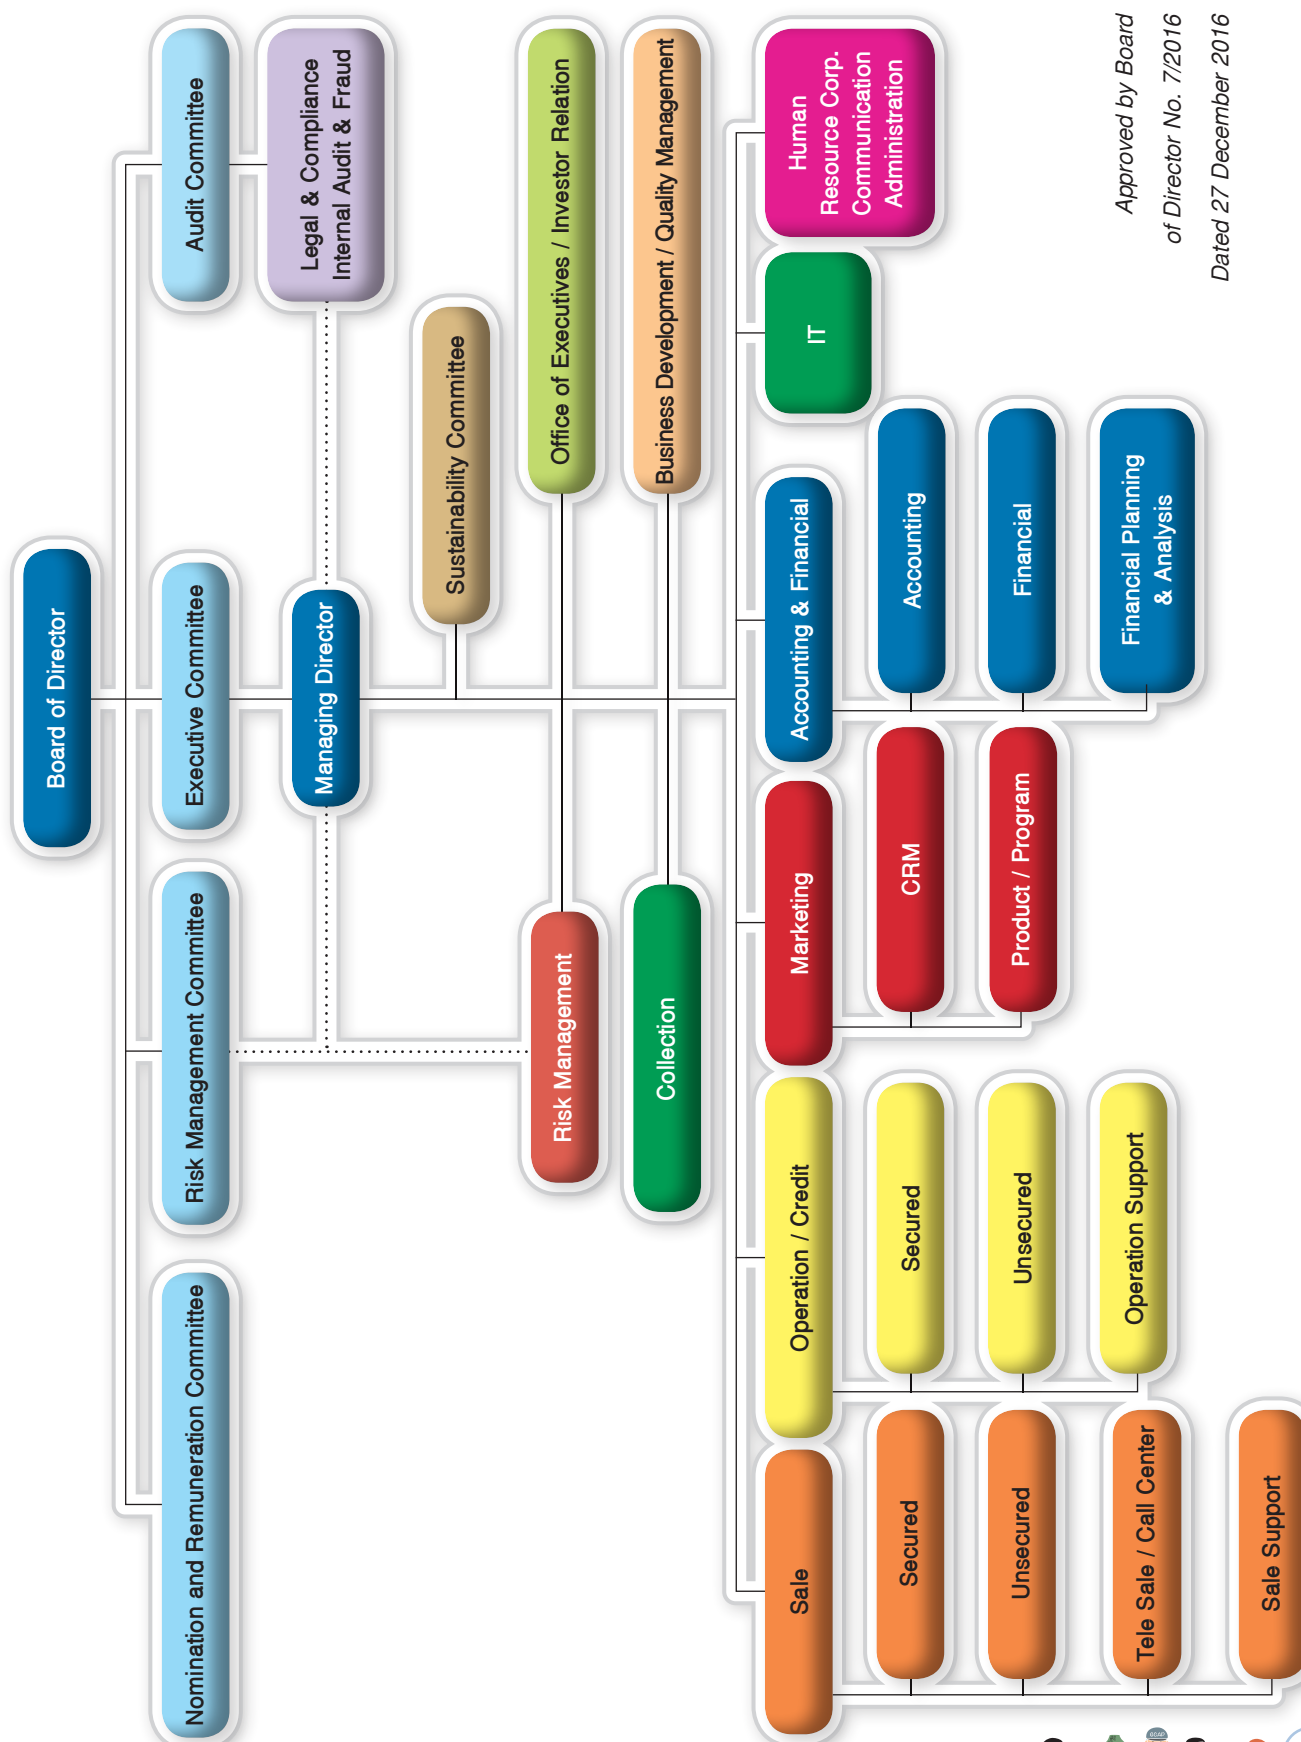 Board of Director
Nomination and Remuneration Committee
Risk Management Committee
Executive Committee
Audit Committee
Managing Director
Legal & Compliance
Internal Audit & Fraud
Sustainability Committee
Risk Management
Office of Executives / Investor Relation
Collection
Business Development / Quality Management
Sale
Operation / Credit
Marketing
Accounting & Financial
IT
Human
Resource Corp.
Communication
Administration
Secured
Secured
CRM
Accounting
Unsecured
Unsecured
Product / Program
Financial
Tele Sale / Call Center
Operation Support
Financial Planning
& Analysis
Sale Support
Approved by Board
of Director No. 7/2016
Dated 27 December 2016